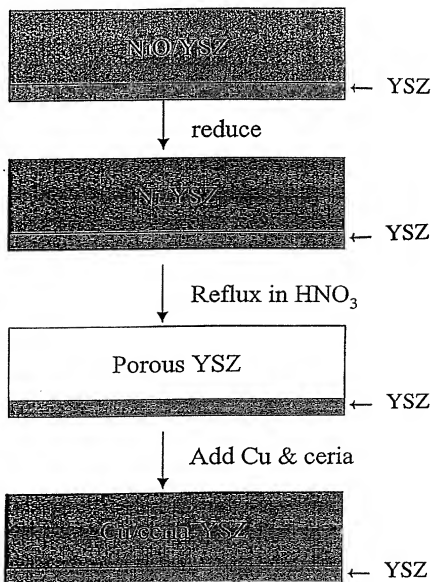 NiO/YSZ
← YSZ
reduce
Ni/YSZ
← YSZ
Reflux in HNO₃
Porous YSZ
← YSZ
Add Cu & ceria
Cu/ceria-YSZ
← YSZ